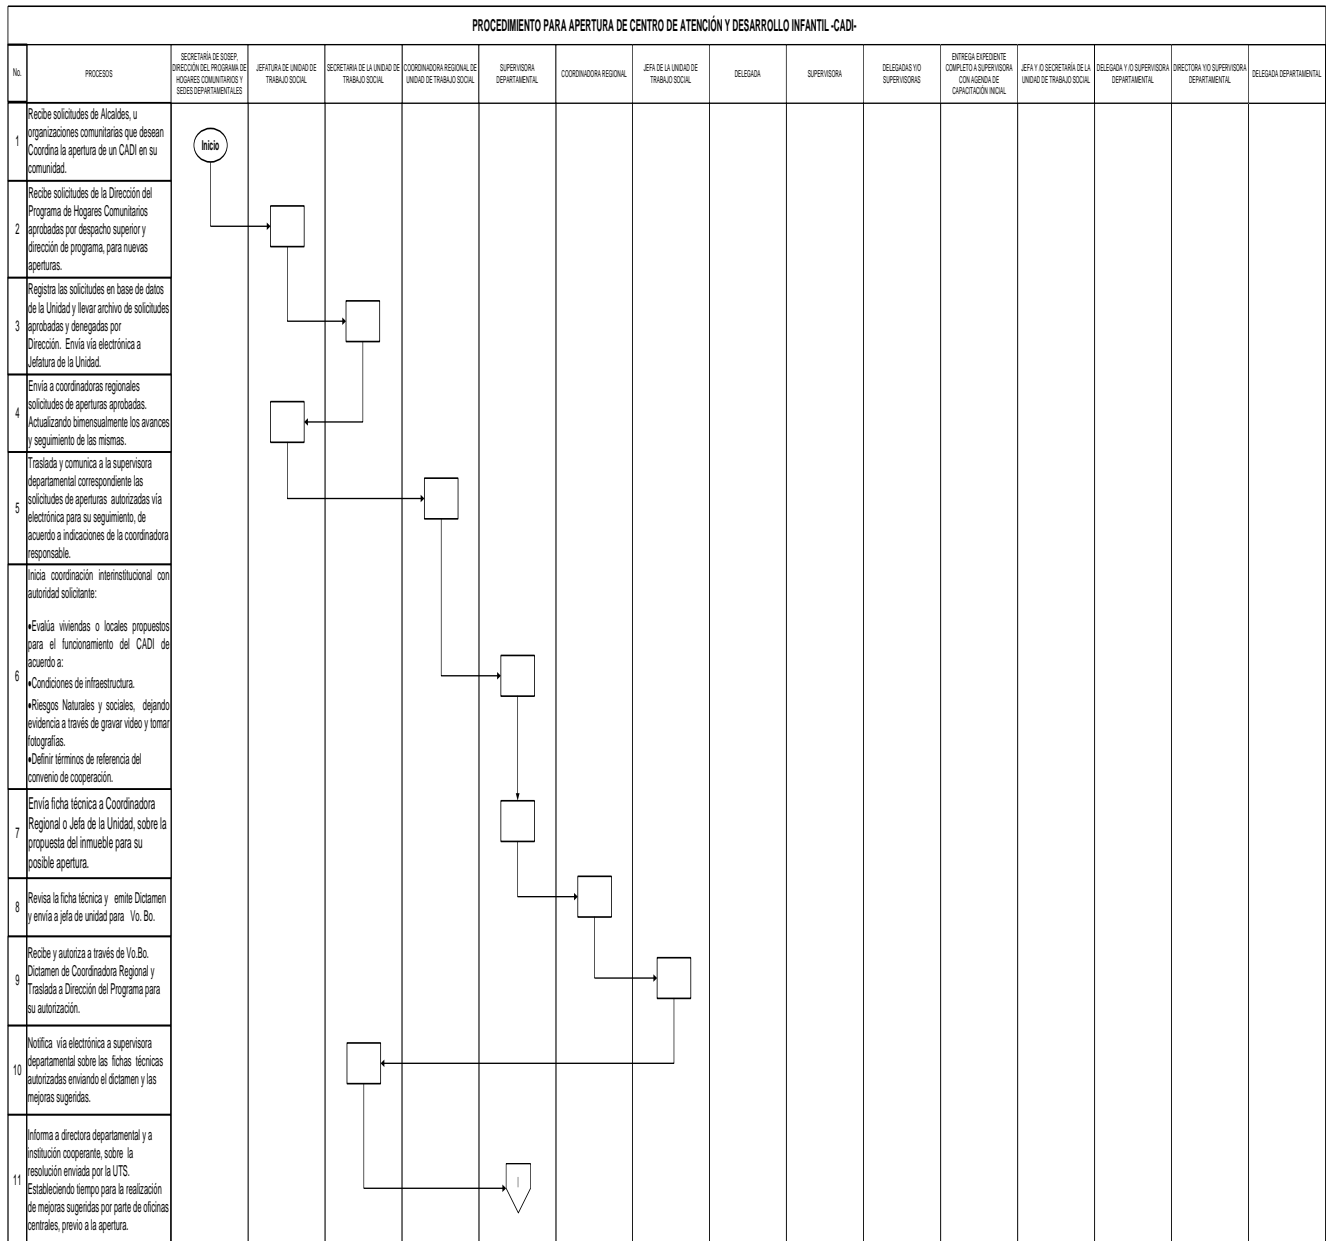 PROCEDIMIENTO PARA APERTURA DE CENTRO DE ATENCIÓN Y DESARROLLO INFANTIL -CADI-
No.
PROCESOS
SECRETARÍA DE SOSEP,
DIRECCIÓN DEL PROGRAMA DE
HOGARES COMUNITARIOS Y
SEDES DEPARTAMENTALES
JEFATURA DE UNIDAD DE
TRABAJO SOCIAL
SECRETARIA DE LA UNIDAD DE
TRABAJO SOCIAL
COORDINADORA REGIONAL DE
UNIDAD DE TRABAJO SOCIAL
SUPERVISORA
DEPARTAMENTAL
COORDINADORA REGIONAL
JEFA DE LA UNIDAD DE
TRABAJO SOCIAL
DELEGADA
SUPERVISORA
DELEGADAS Y/O
SUPERVISORAS
ENTREGA EXPEDIENTE
COMPLETO A SUPERVISORA
CON AGENDA DE
CAPACITACIÓN INICIAL
JEFA Y /O SECRETARÍA DE LA
UNIDAD DE TRABAJO SOCIAL
DELEGADA Y /O SUPERVISORA
DEPARTAMENTAL
DIRECTORA Y/O SUPERVISORA
DEPARTAMENTAL
DELEGADA DEPARTAMENTAL
1
Recibe solicitudes de Alcaldes, u
organizaciones comunitarias que desean
Coordina la apertura de un CADI en su
comunidad.
Inicio
2
Recibe solicitudes de la Dirección del
Programa de Hogares Comunitarios
aprobadas por despacho superior y
dirección de programa, para nuevas
aperturas.
3
Registra las solicitudes en base de datos
de la Unidad y llevar archivo de solicitudes
aprobadas y denegadas por
Dirección. Envía vía electrónica a
Jefatura de la Unidad.
4
Envía a coordinadoras regionales
solicitudes de aperturas aprobadas.
Actualizando bimensualmente los avances
y seguimiento de las mismas.
5
Traslada y comunica a la supervisora
departamental correspondiente las
solicitudes de aperturas autorizadas vía
electrónica para su seguimiento, de
acuerdo a indicaciones de la coordinadora
responsable.
6
Inicia coordinación interinstitucional con
autoridad solicitante:
•Evalúa viviendas o locales propuestos
para el funcionamiento del CADI de
acuerdo a:
•Condiciones de infraestructura.
•Riesgos Naturales y sociales, dejando
evidencia a través de gravar video y tomar
fotografías.
•Definir términos de referencia del
convenio de cooperación.
7
Envía ficha técnica a Coordinadora
Regional o Jefa de la Unidad, sobre la
propuesta del inmueble para su
posible apertura.
8
Revisa la ficha técnica y emite Dictamen
y envía a jefa de unidad para Vo. Bo.
9
Recibe y autoriza a través de Vo.Bo.
Dictamen de Coordinadora Regional y
Traslada a Dirección del Programa para
su autorización.
10
Notifica vía electrónica a supervisora
departamental sobre las fichas técnicas
autorizadas enviando el dictamen y las
mejoras sugeridas.
11
Informa a directora departamental y a
institución cooperante, sobre la
resolución enviada por la UTS.
Estableciendo tiempo para la realización
de mejoras sugeridas por parte de oficinas
centrales, previo a la apertura.
I